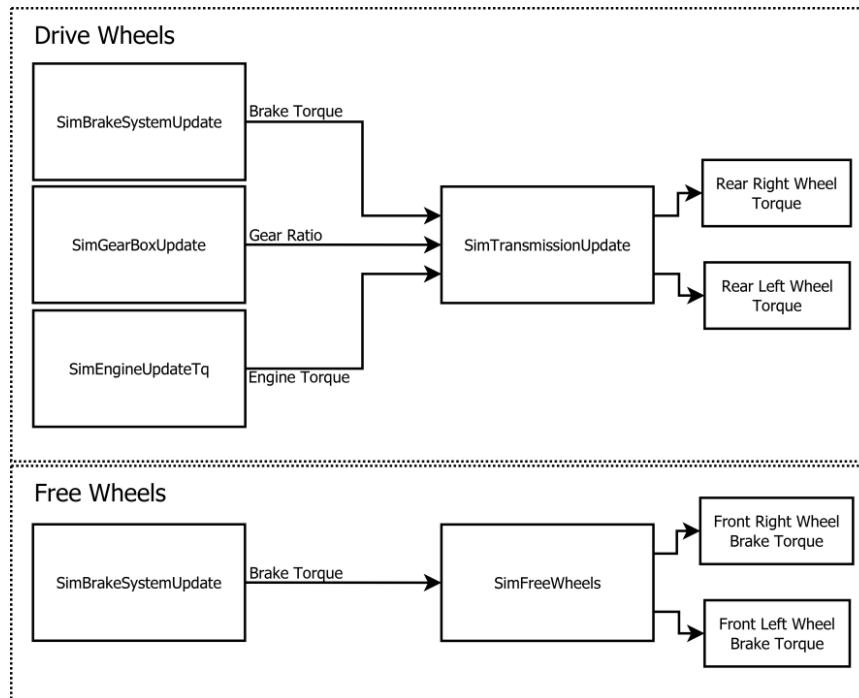 Drive Wheels
SimBrakeSystemUpdate
Brake Torque
SimGearBoxUpdate
Gear Ratio
SimEngineUpdateTq
Engine Torque
SimTransmissionUpdate
Rear Right Wheel
Torque
Rear Left Wheel
Torque
Free Wheels
SimBrakeSystemUpdate
Brake Torque
SimFreeWheels
Front Right Wheel
Brake Torque
Front Left Wheel
Brake Torque